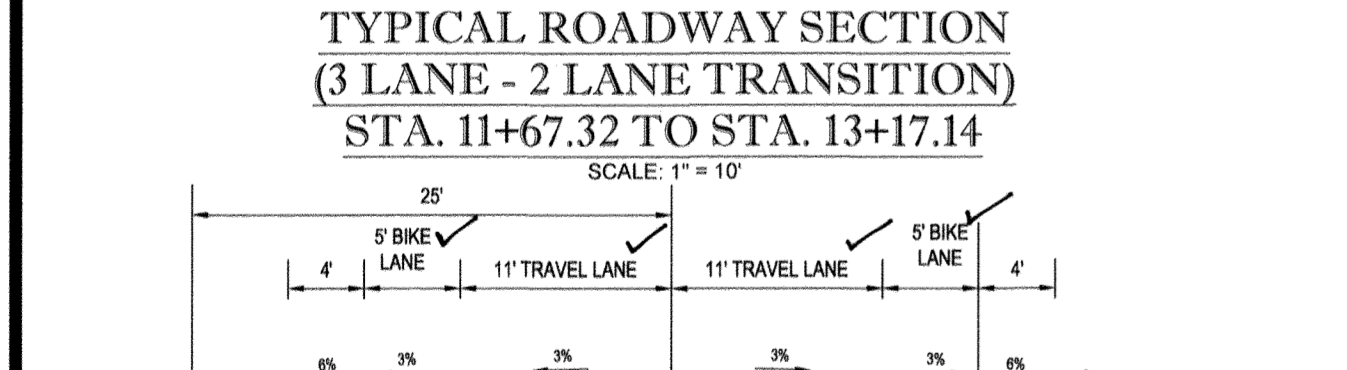 TYPICAL ROADWAY SECTION
(3 LANE - 2 LANE TRANSITION)
STA. 11+67.32 TO STA. 13+17.14
SCALE: 1" = 10'
25'
5' BIKE
LANE
5' BIKE
LANE
4'
11' TRAVEL LANE
11' TRAVEL LANE
4'
6%
3%
3%
3%
3%
6%